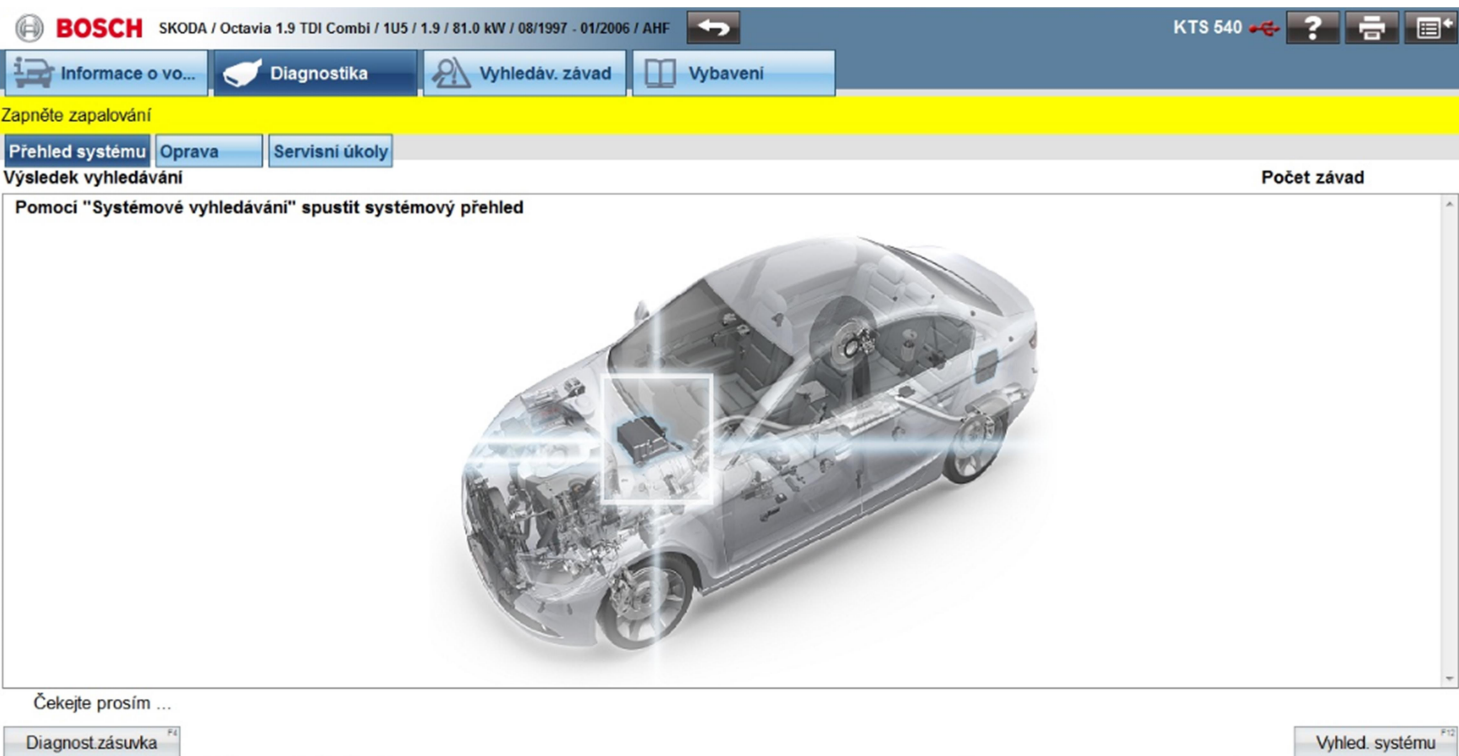 BOSCH SKODA / Octavia 1.9 TDI Combi / 1U5 / 1.9 / 81.0 kW / 08/1997 - 01/2006 / AHF KTS 540 ?
Informace o vo... Diagnostika Vyhledáv. závad Vybavení
Zapněte zapalování
Přehled systému Oprava Servisní úkoly
Výsledek vyhledávání Počet závad
Pomocí "Systémové vyhledávání" spustit systémový přehled
Čekejte prosím ...
Diagnost.zásuvka F4 Vyhled. systému F12